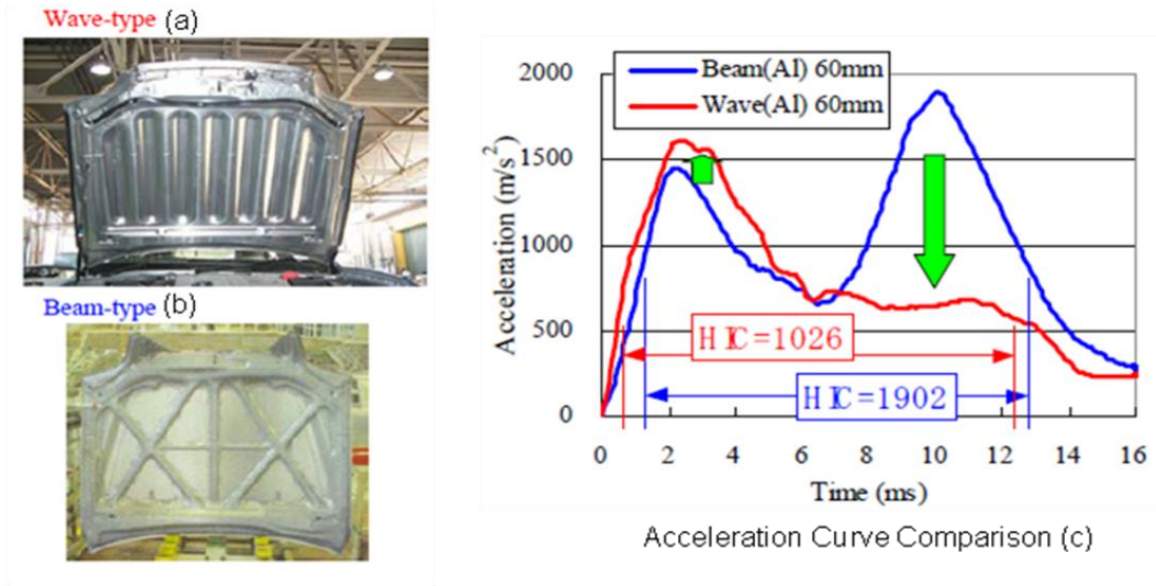 Wave-type (a)
Beam-type (b)
Beam(Al) 60mm
Wave(Al) 60mm
Acceleration (m/s²)
2000
1500
1000
500
0
HIC=1026
HIC=1902
0 2 4 6 8 10 12 14 16
Time (ms)
Acceleration Curve Comparison (c)